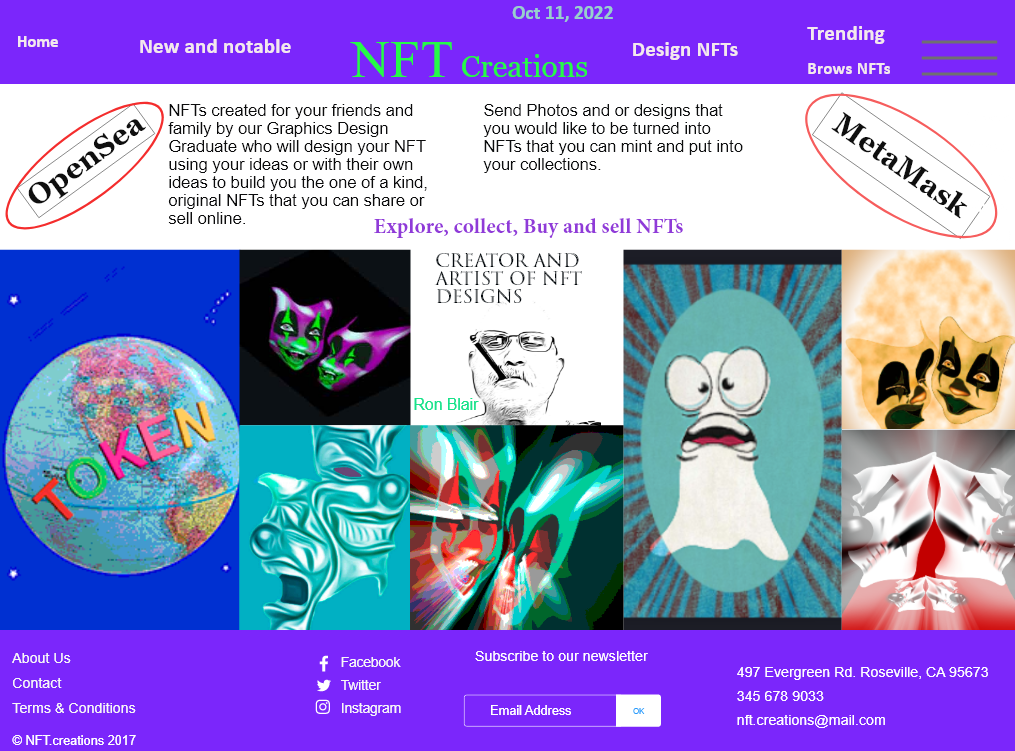 Oct 11, 2022
Home
New and notable
NFT Creations
Design NFTs
Trending
Brows NFTs
OpenSea
NFTs created for your friends and
family by our Graphics Design
Graduate who will design your NFT
using your ideas or with their own
ideas to build you the one of a kind,
original NFTs that you can share or
sell online.
Send Photos and or designs that
you would like to be turned into
NFTs that you can mint and put into
your collections.
MetaMask
Explore, collect, Buy and sell NFTs
CREATOR AND
ARTIST OF NFT
DESIGNS
Ron Blair
TOKEN
About Us
Contact
Terms & Conditions
© NFT.creations 2017
Facebook
Twitter
Instagram
Subscribe to our newsletter
Email Address
OK
497 Evergreen Rd. Roseville, CA 95673
345 678 9033
nft.creations@mail.com